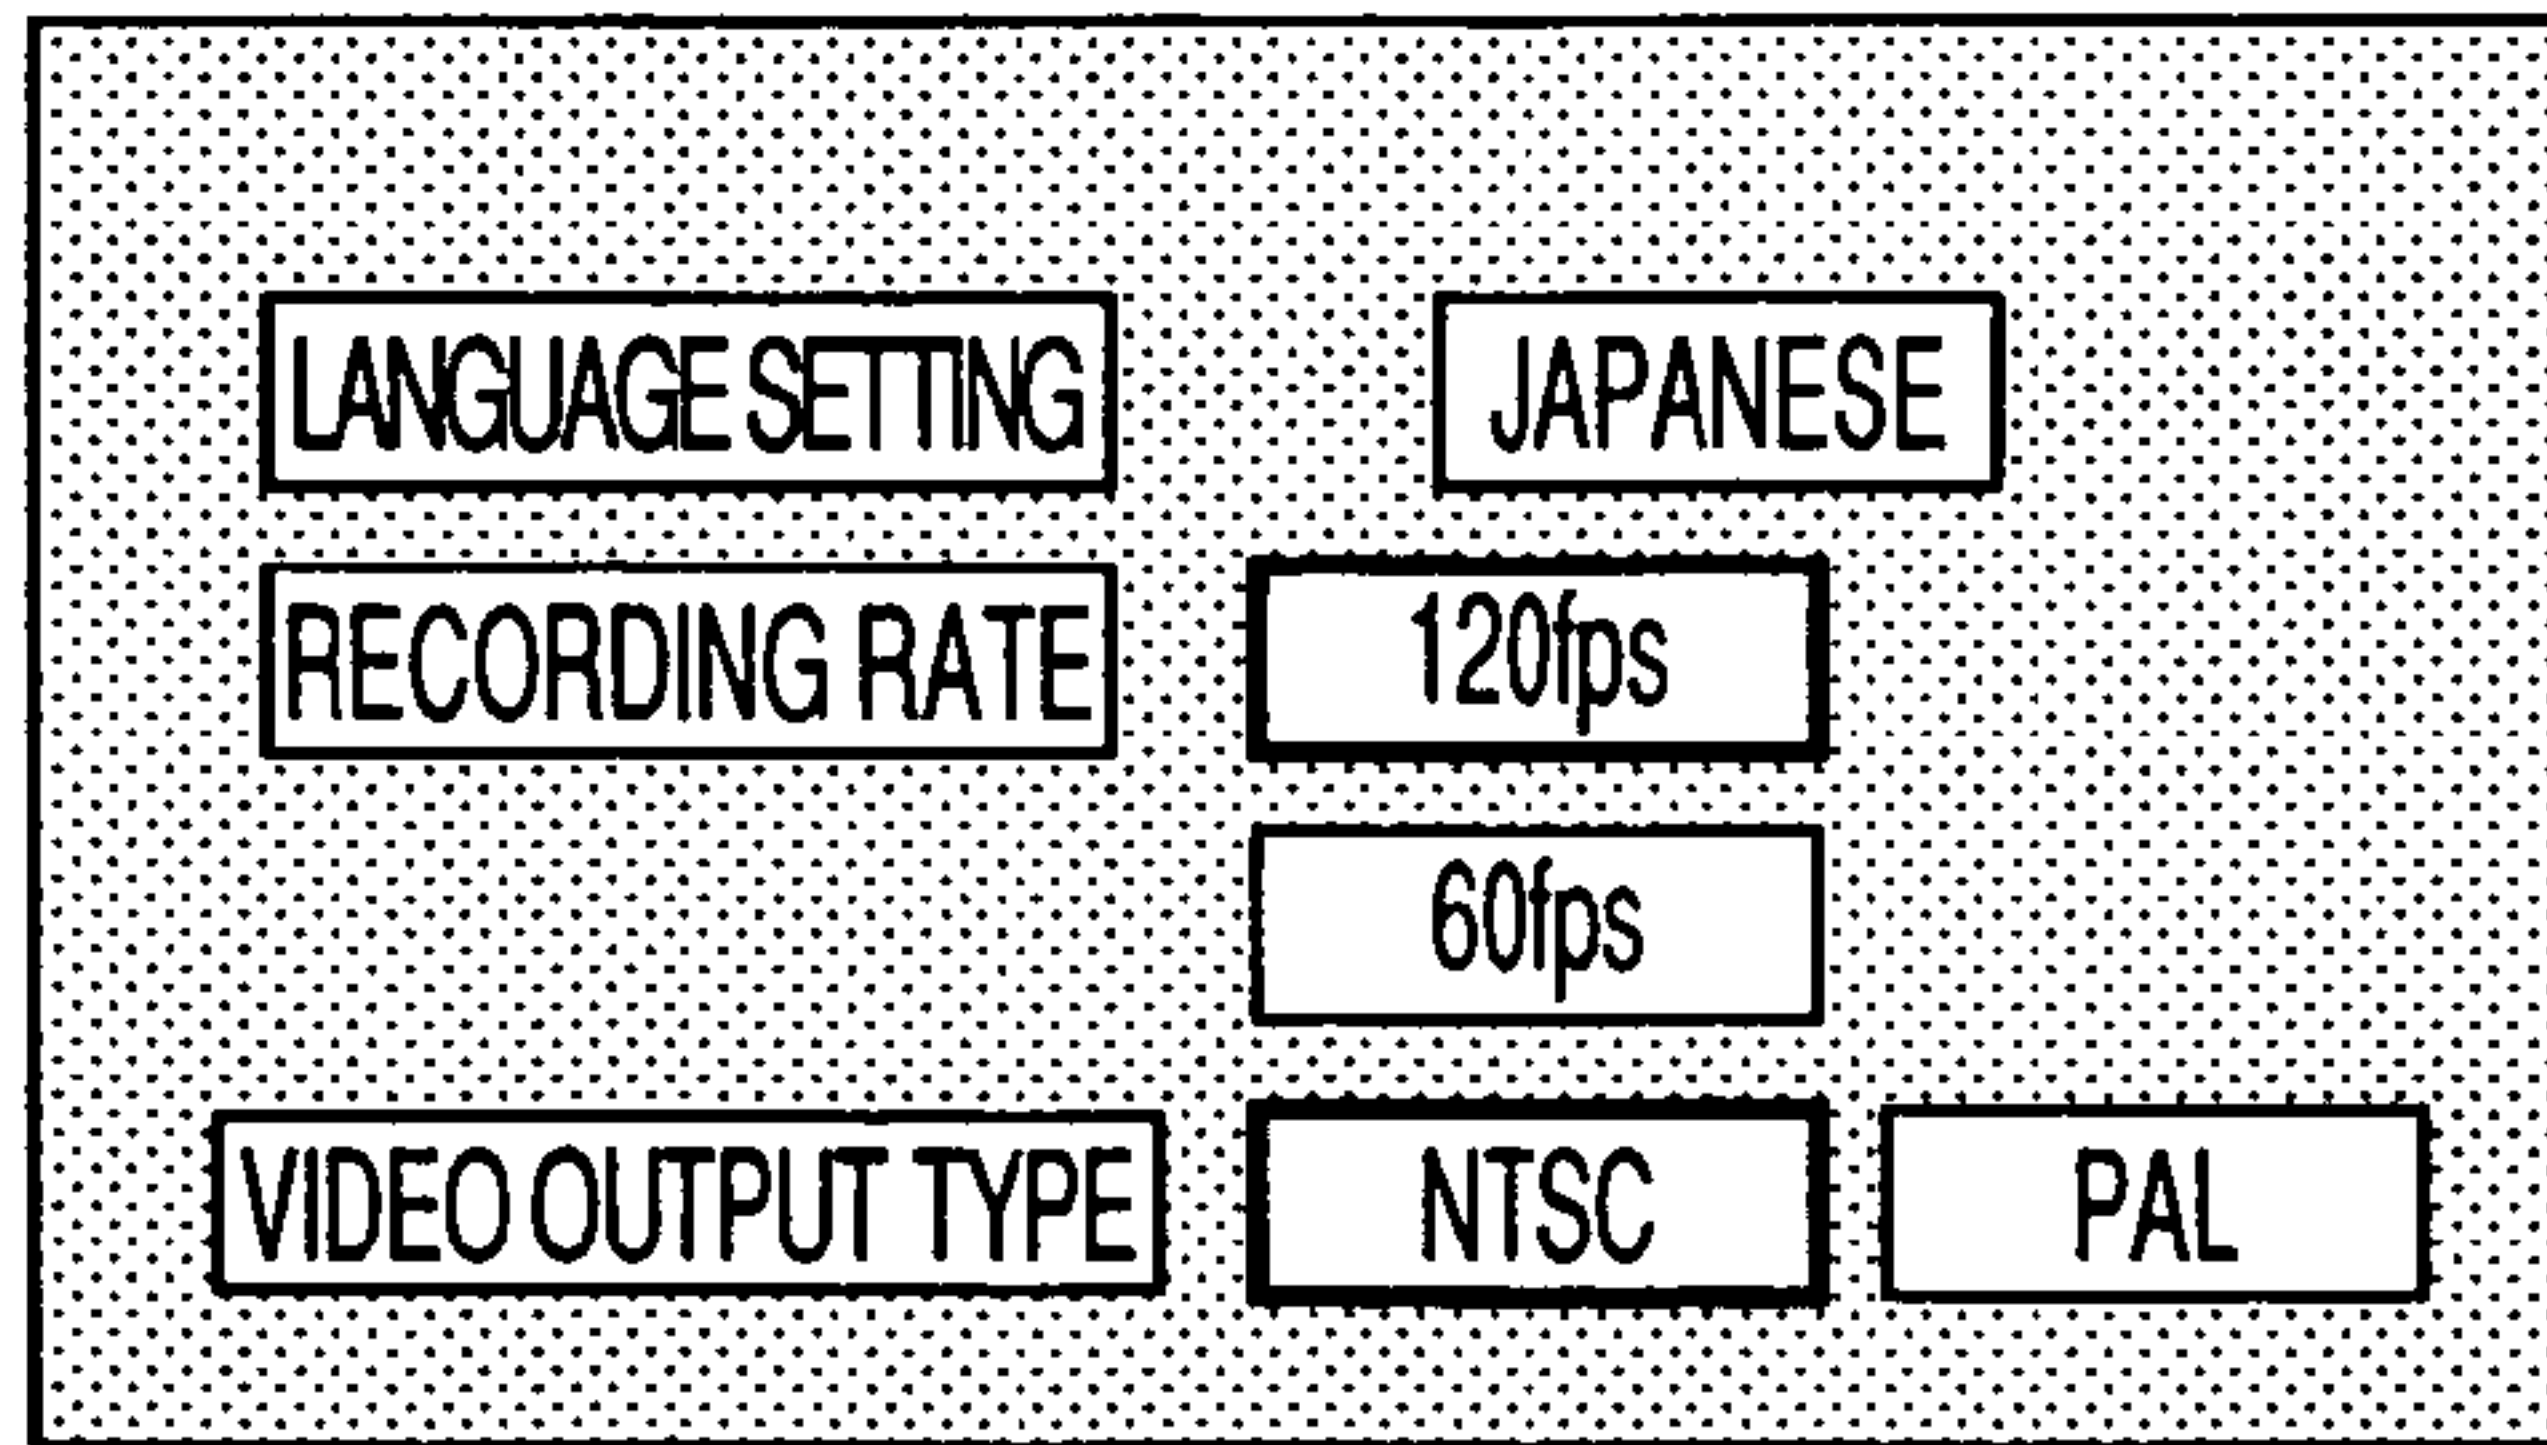 LANGUAGE SETTING JAPANESE
RECORDING RATE 120fps
60fps
VIDEO OUTPUT TYPE NTSC PAL